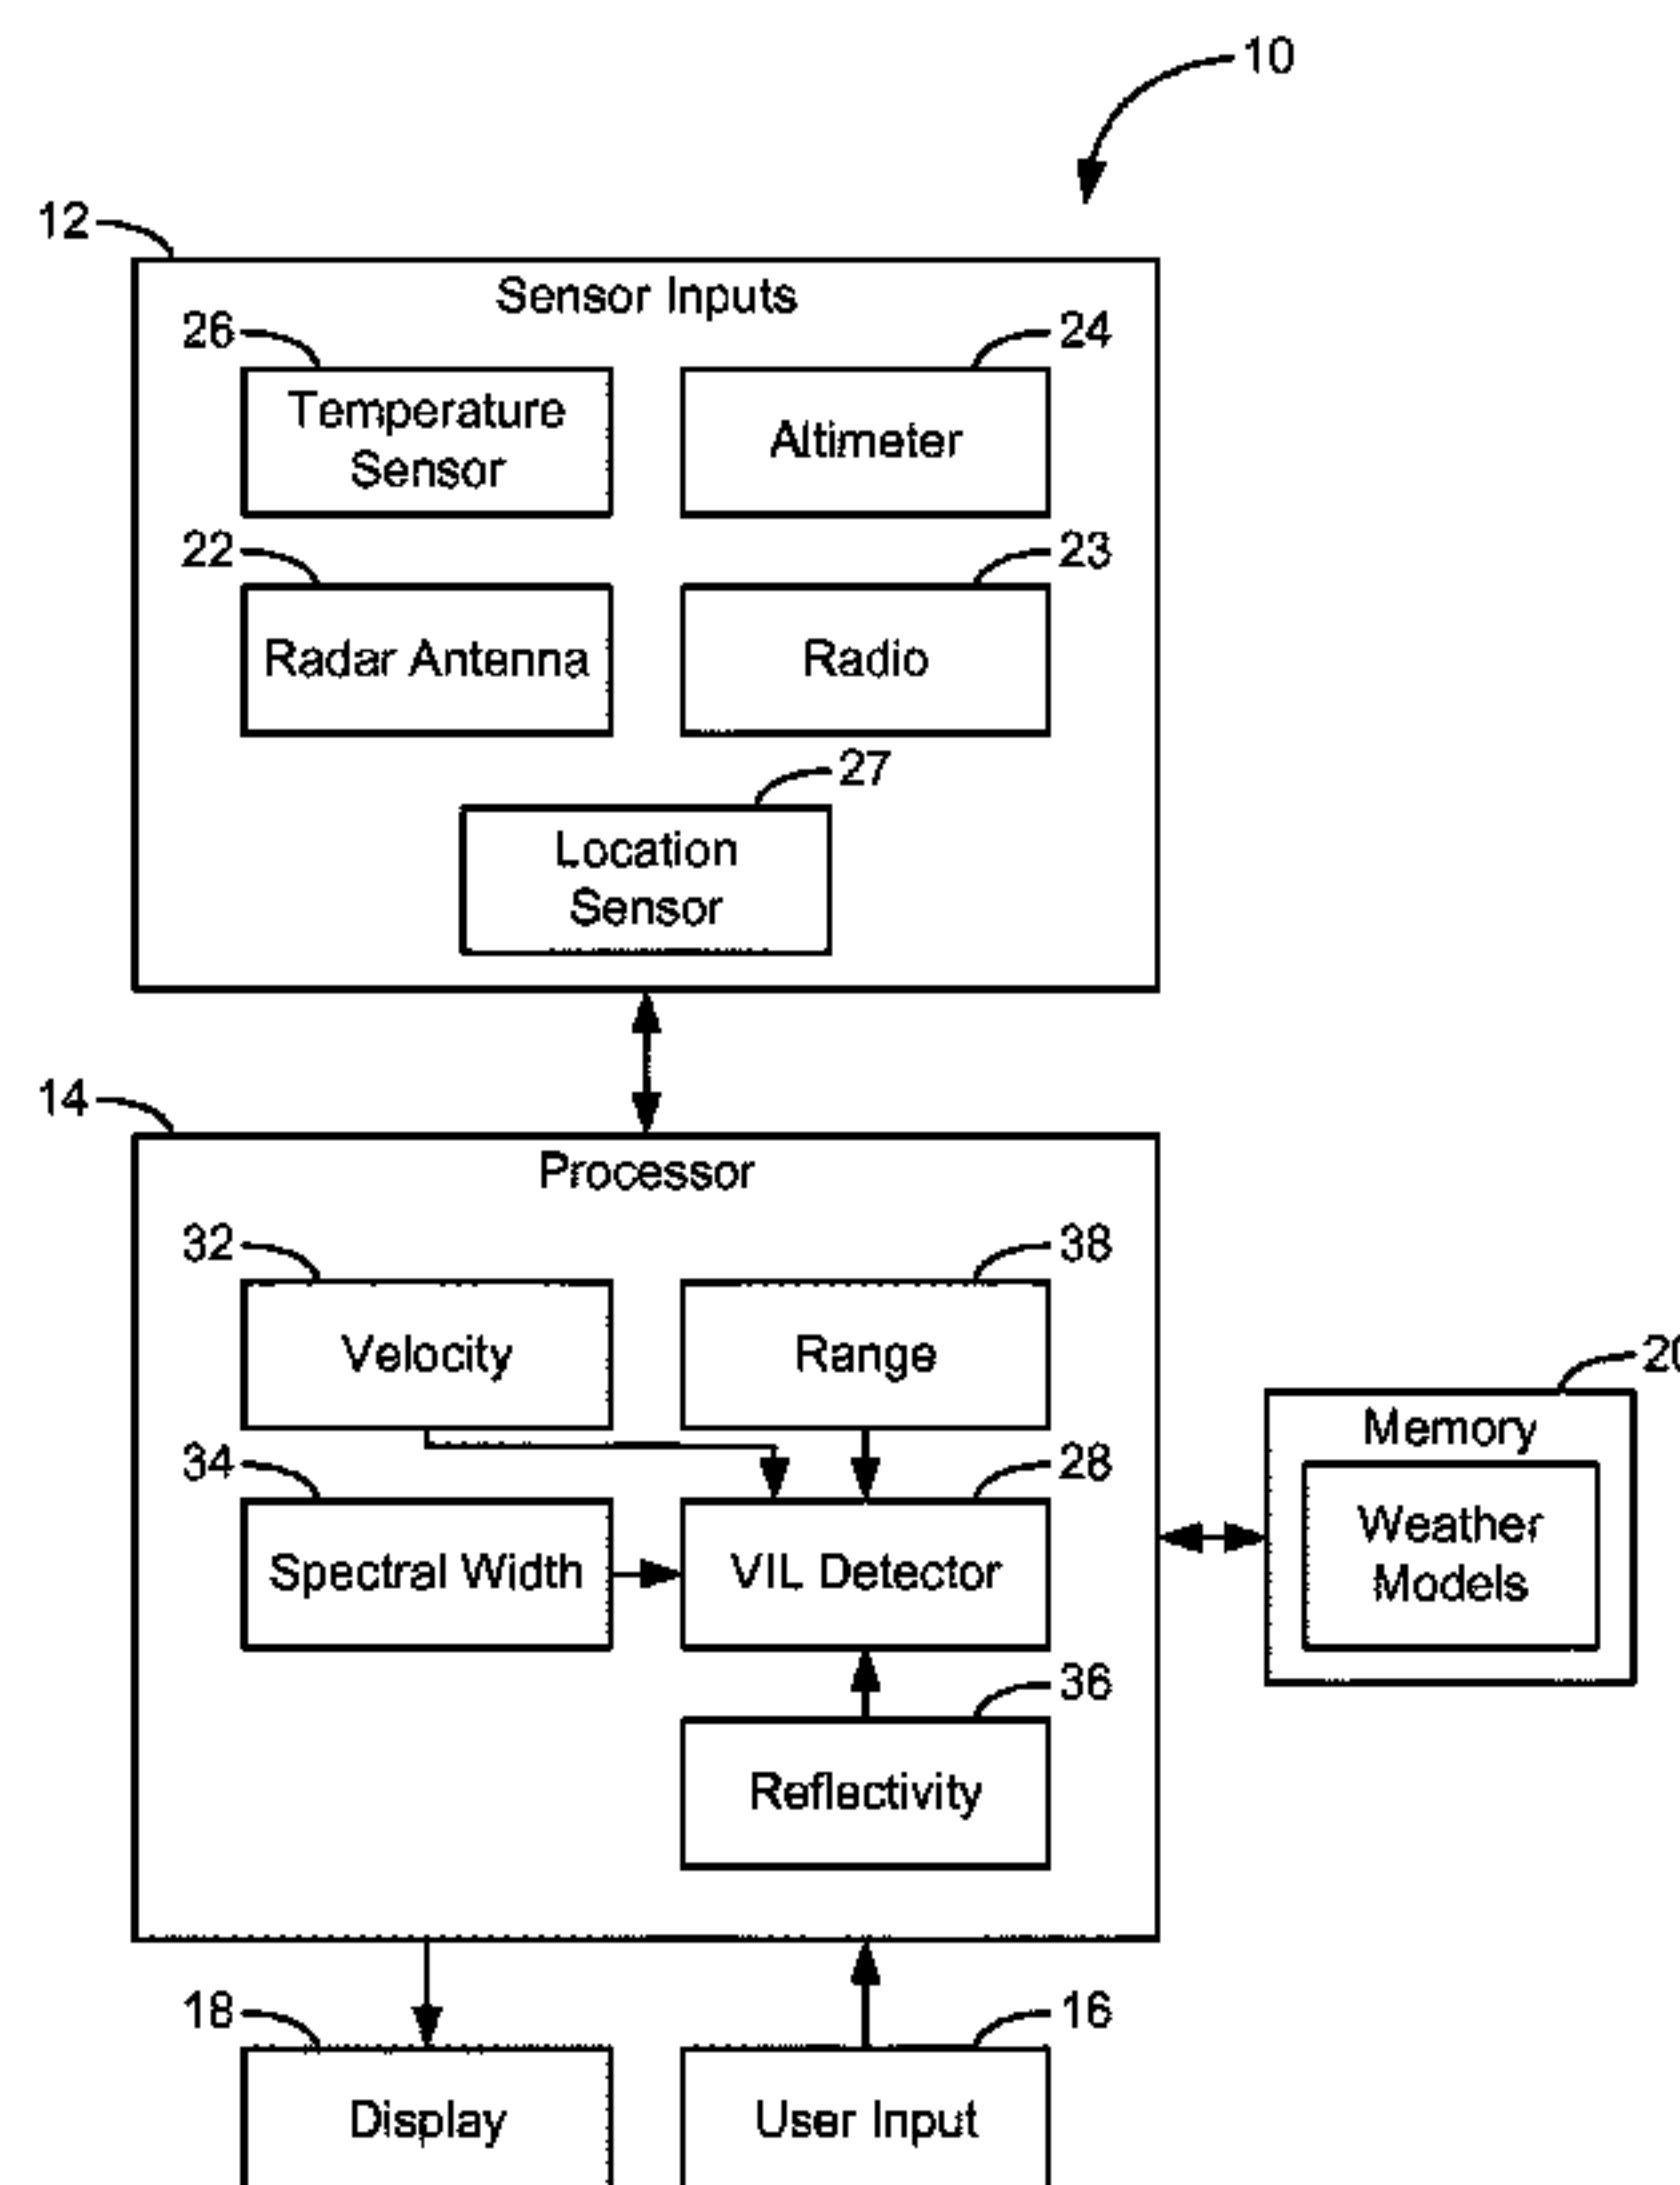 10
12
Sensor Inputs
26
24
Temperature
Sensor
Altimeter
22
23
Radar Antenna
Radio
27
Location
Sensor
14
Processor
32
38
Velocity
Range
20
Memory
34
28
Weather
Models
Spectral Width
VIL Detector
36
Reflectivity
18
16
Display
User Input